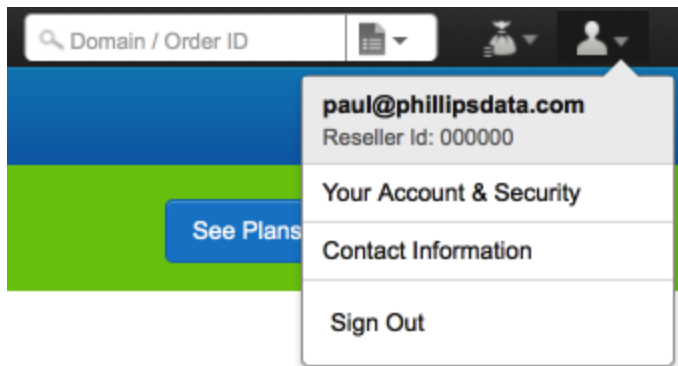 Domain / Order ID
paul@phillipsdata.com
Reseller Id: 000000
Your Account & Security
See Plans
Contact Information
Sign Out